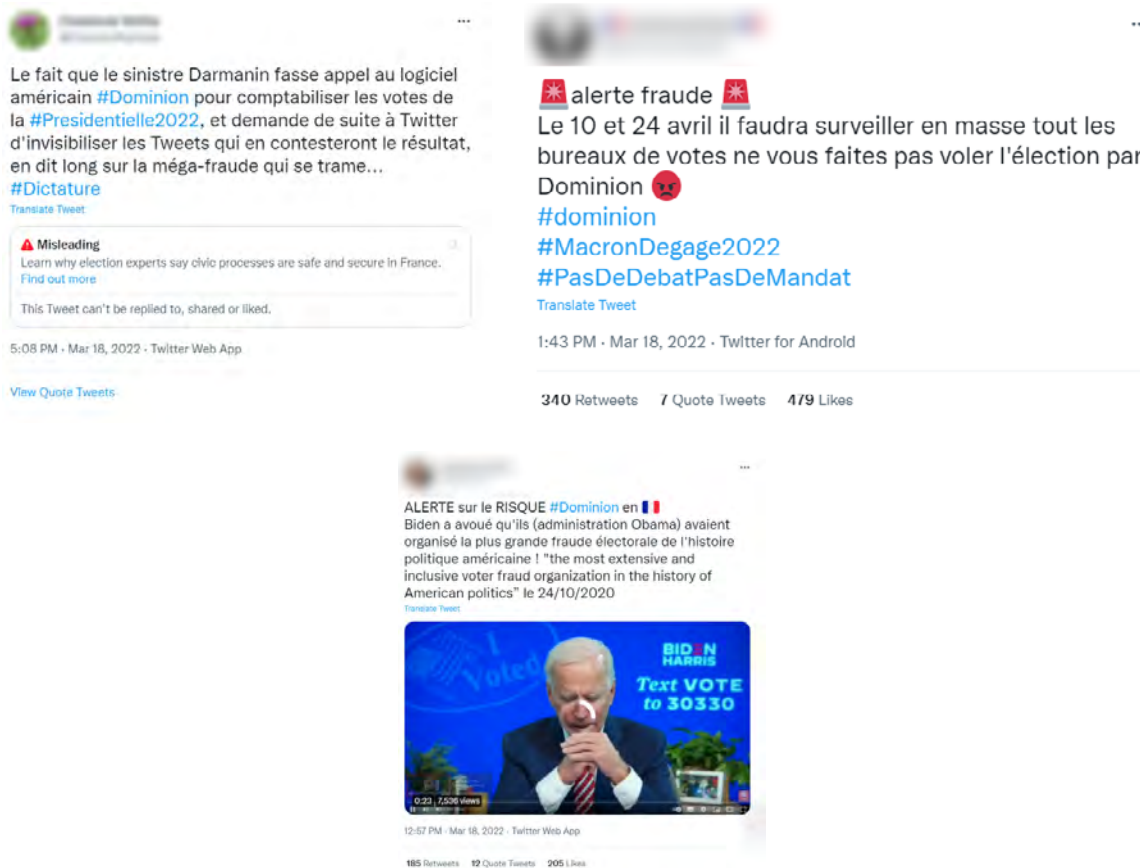 Le fait que le sinistre Darmanin fasse appel au logiciel
américain #Dominion pour comptabiliser les votes de
la #Presidentielle2022, et demande de suite à Twitter
d'invisibiliser les Tweets qui en contesteront le résultat,
en dit long sur la méga-fraude qui se trame...
#Dictature
Translate Tweet
Misleading
Learn why election experts say civic processes are safe and secure in France.
Find out more
This Tweet can't be replied to, shared or liked.
5:08 PM · Mar 18, 2022 · Twitter Web App
View Quote Tweets
🚨alerte fraude 🚨
Le 10 et 24 avril il faudra surveiller en masse tout les
bureaux de votes ne vous faites pas voler l'élection par
Dominion 😡
#dominion
#MacronDegage2022
#PasDeDebatPasDeMandat
Translate Tweet
1:43 PM · Mar 18, 2022 · Twitter for Android
340 Retweets 7 Quote Tweets 479 Likes
ALERTE sur le RISQUE #Dominion en 🇫🇷
Biden a avoué qu'ils (administration Obama) avaient
organisé la plus grande fraude électorale de l'histoire
politique américaine ! "the most extensive and
inclusive voter fraud organization in the history of
American politics" le 24/10/2020
Translate Tweet
I
Voted
BIDEN
HARRIS
Text VOTE
to 30330
0:23 7,536 views
12:57 PM · Mar 18, 2022 · Twitter Web App
185 Retweets 12 Quote Tweets 205 Likes